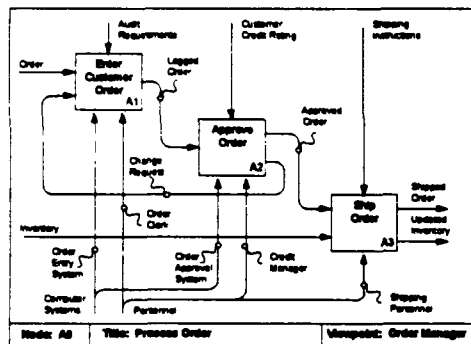 Audit
Requirements
Customer
Credit Rating
Shipping
Instructions
Order
Enter
Customer
Order
A1
Logged
Order
Approve
Order
A2
Approved
Order
Change
Request
Order
Clerk
Ship
Order
A3
Shipped
Order
Updated
Inventory
Inventory
Order
Entry
System
Order
Approval
System
Credit
Manager
Computer
Systems
Personnel
Shipping
Personnel
Node: A0
Title: Process Order
Viewpoint: Order Manager